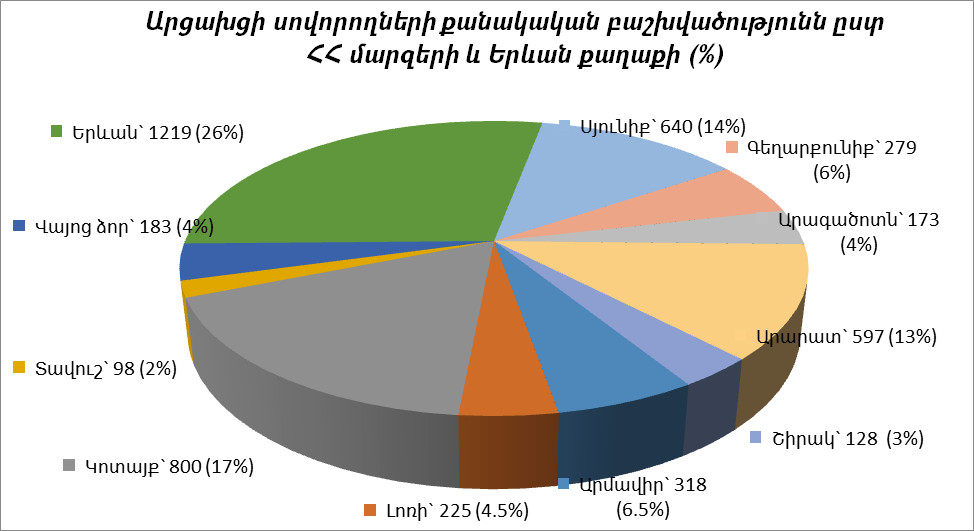 Արցախցի սովորողների քանակական բաշխվածությունն ըստ
ՀՀ մարզերի և Երևան քաղաքի (%)
Երևան՝ 1219 (26%)
Սյունիք՝ 640 (14%)
Գեղարքունիք՝ 279
(6%)
Վայոց ձոր՝ 183 (4%)
Արագածոտն՝ 173
(4%)
Արարատ՝ 597 (13%)
Տավուշ՝ 98 (2%)
Շիրակ՝ 128 (3%)
Կոտայք՝ 800 (17%)
Արմավիր՝ 318
(6.5%)
Լոռի՝ 225 (4.5%)